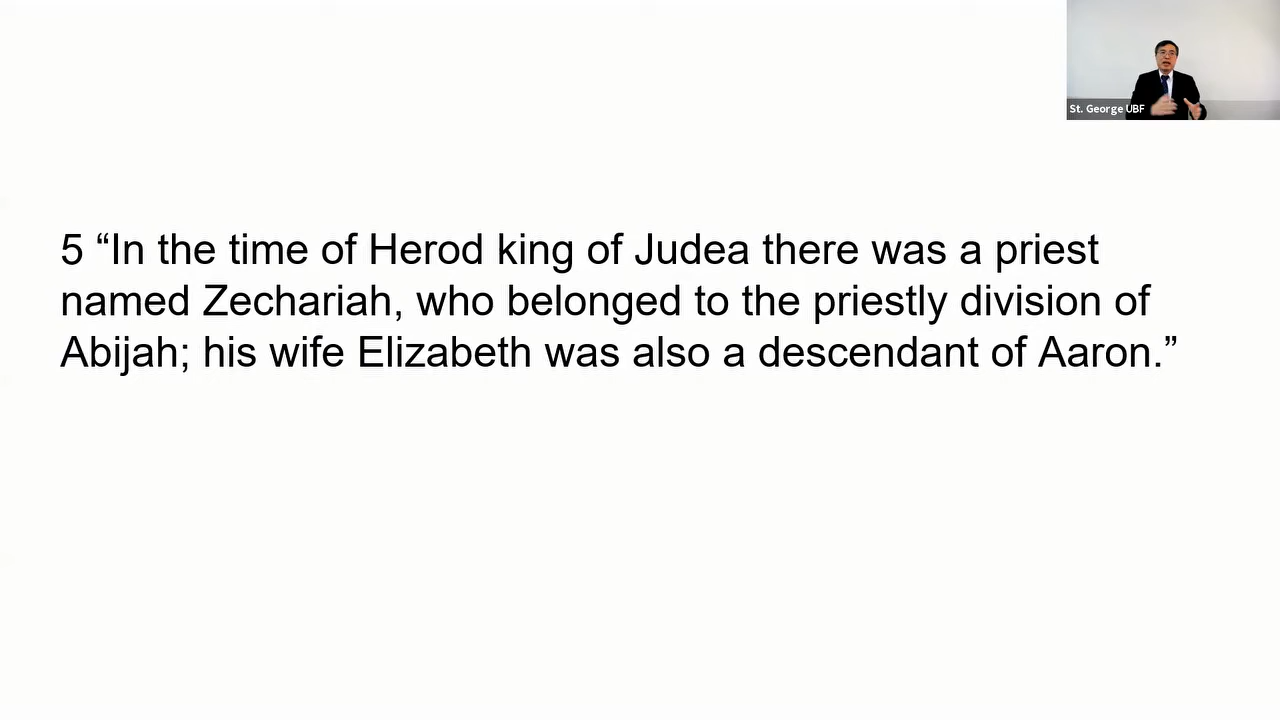 St. George UBF
5 “In the time of Herod king of Judea there was a priest
named Zechariah, who belonged to the priestly division of
Abijah; his wife Elizabeth was also a descendant of Aaron.”